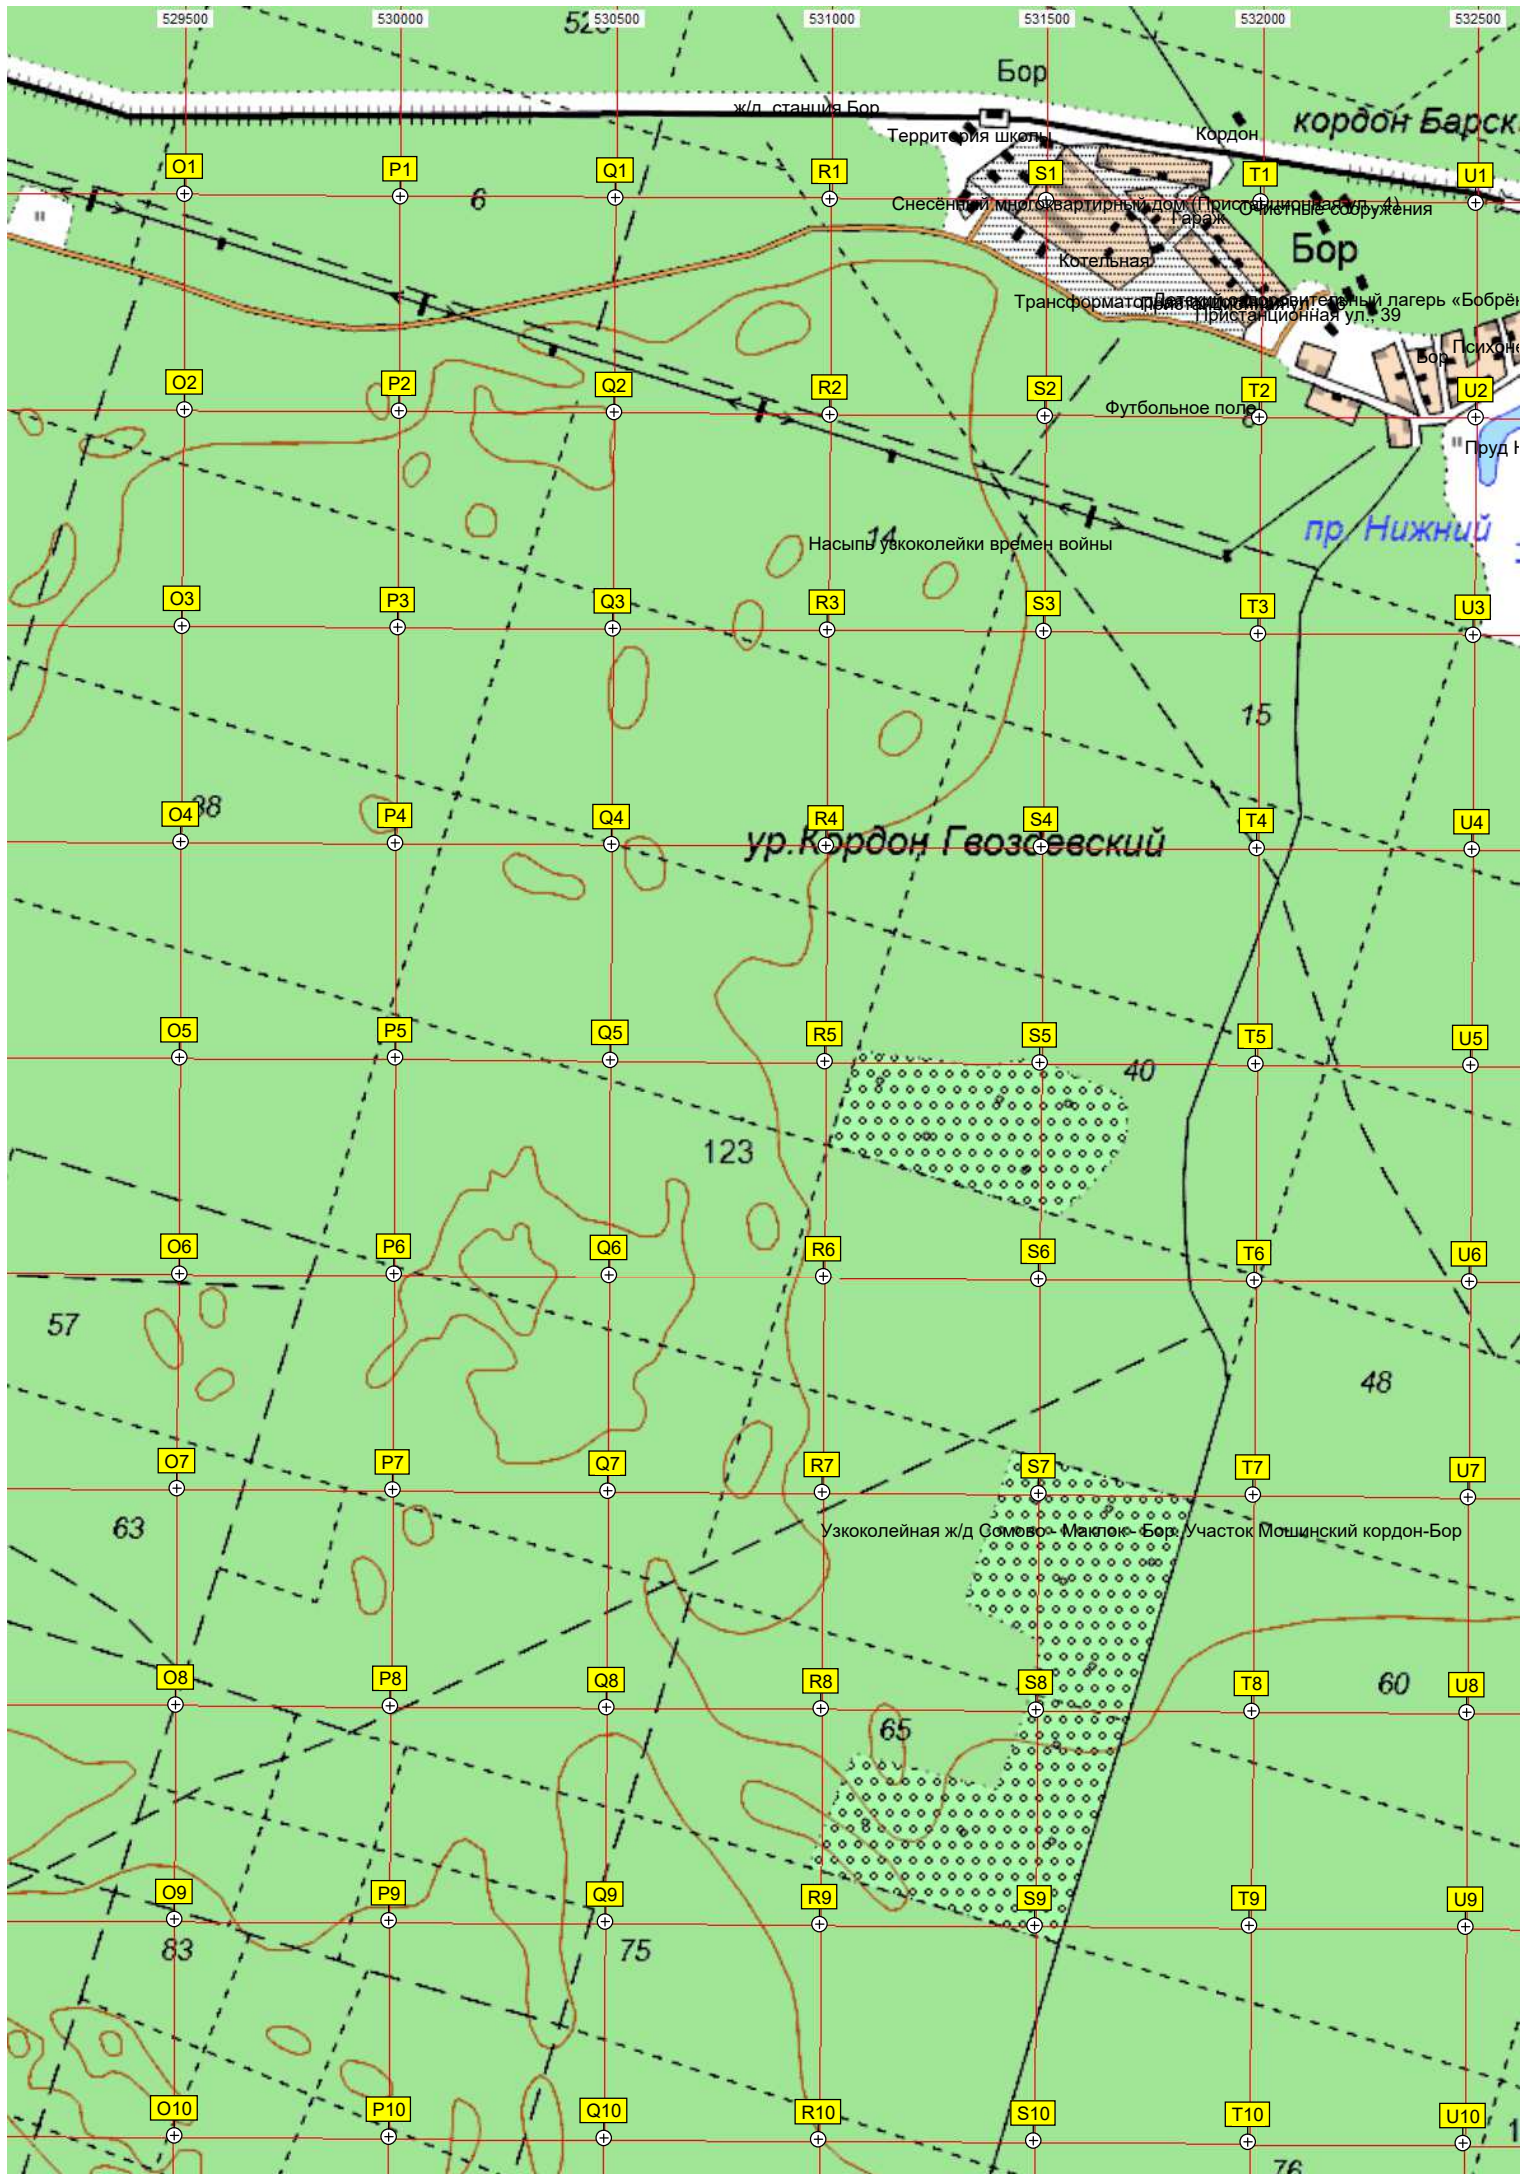 529500 530000 530500 531000 531500 532000 532500
Бор
ж/д станция Бор
Территория школы
Кордон
кордон Барск
O1 P1 Q1 R1 S1 T1 U1
6
Снесённый многоквартирный дом (Пристанционная ул., 4)
Очистные сооружения
Гараж
Бор
Котельная
Пристанционная ул., 39
Бор
O2 P2 Q2 R2 S2 T2 U2
Футбольное поле
Пруд Н
14
пр. Нижний
Насыпь узкоколейки времен войны
O3 P3 Q3 R3 S3 T3 U3
15
38
O4 P4 Q4 R4 S4 T4 U4
ур.Кордон Гвоздевский
O5 P5 Q5 R5 S5 T5 U5
40
123
O6 P6 Q6 R6 S6 T6 U6
57
48
O7 P7 Q7 R7 S7 T7 U7
63
Узкоколейная ж/д Сомово - Маклок - Бор. Участок Мошинский кордон-Бор
O8 P8 Q8 R8 S8 T8 U8
60
65
O9 P9 Q9 R9 S9 T9 U9
83
75
O10 P10 Q10 R10 S10 T10 U10
76